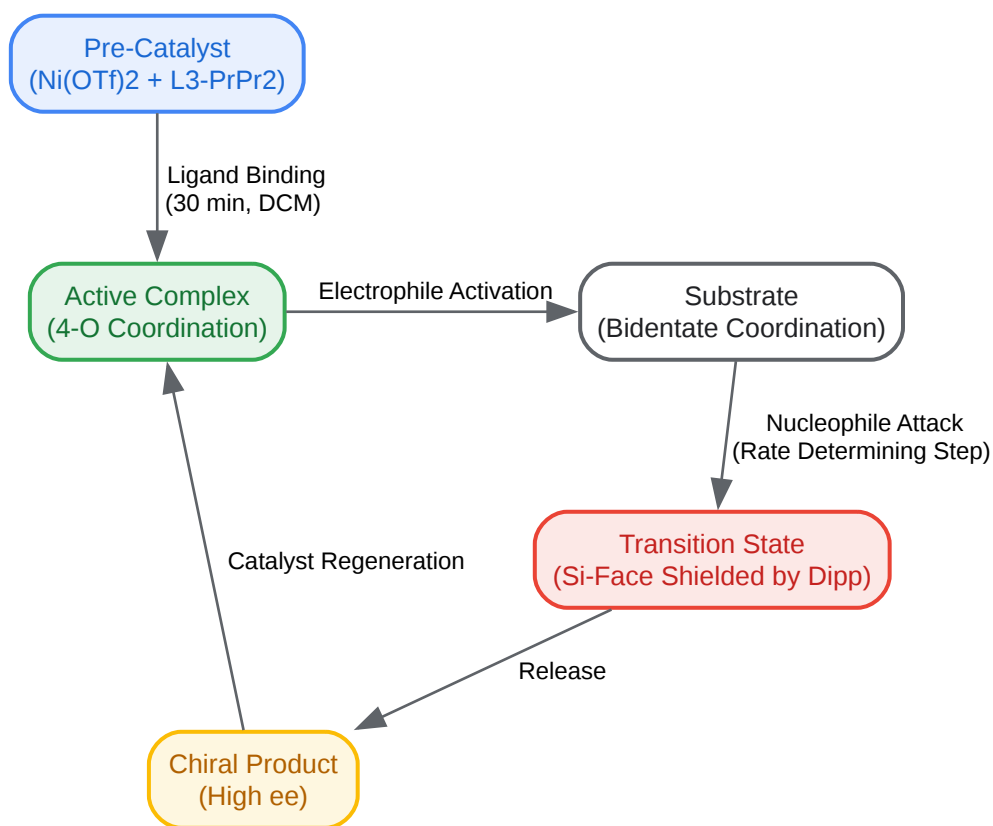 Pre-Catalyst
(Ni(OTf)2 + L3-PrPr2)
Ligand Binding
(30 min, DCM)
Active Complex
(4-O Coordination)
Electrophile Activation
Substrate
(Bidentate Coordination)
Nucleophile Attack
(Rate Determining Step)
Transition State
(Si-Face Shielded by Dipp)
Catalyst Regeneration
Release
Chiral Product
(High ee)